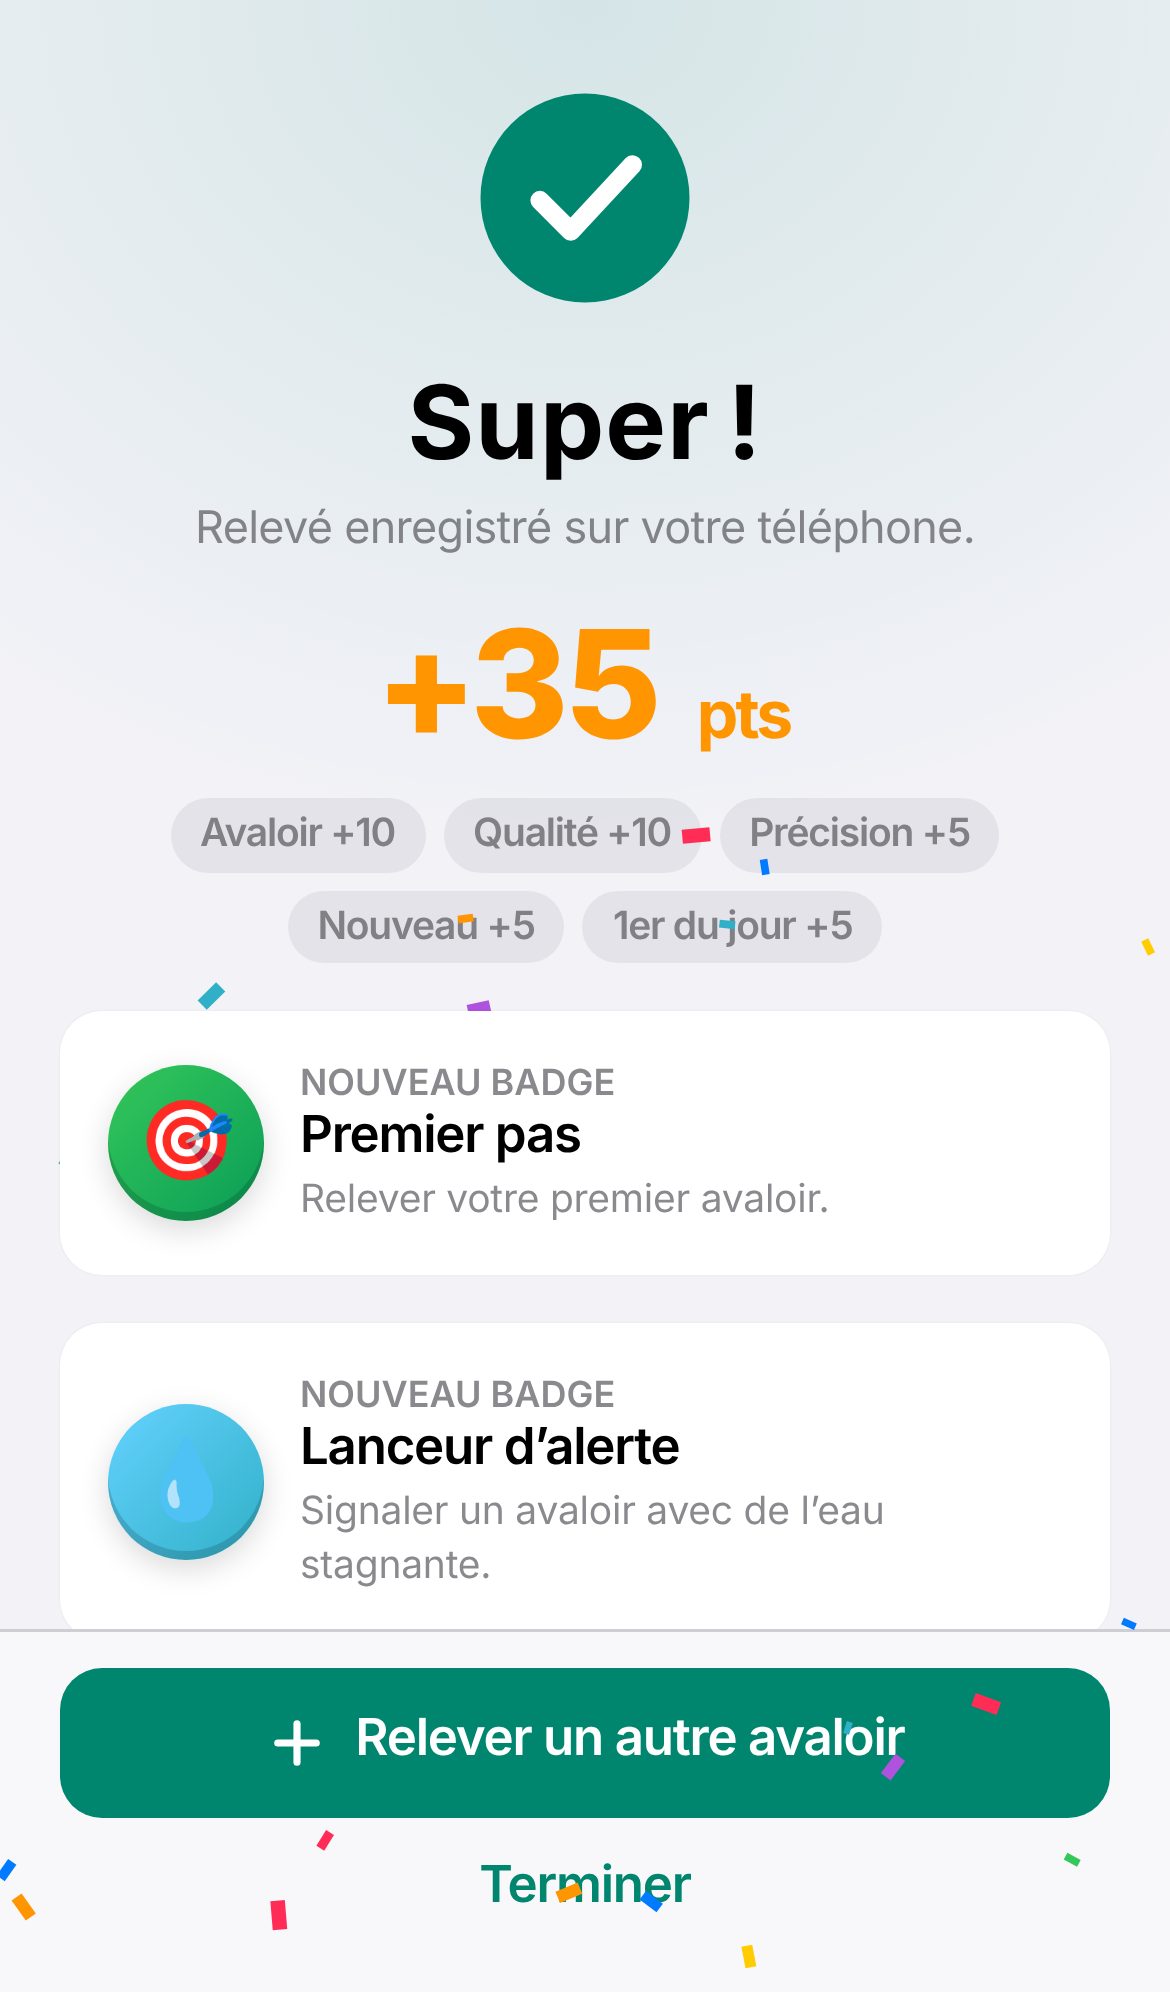 Super !
Relevé enregistré sur votre téléphone.
+35 pts
Avaloir +10
Qualité +10
Précision +5
Nouveau +5
1er du jour +5
NOUVEAU BADGE
Premier pas
Relever votre premier avaloir.
NOUVEAU BADGE
Lanceur d’alerte
Signaler un avaloir avec de l’eau
stagnante.
Relever un autre avaloir
Terminer